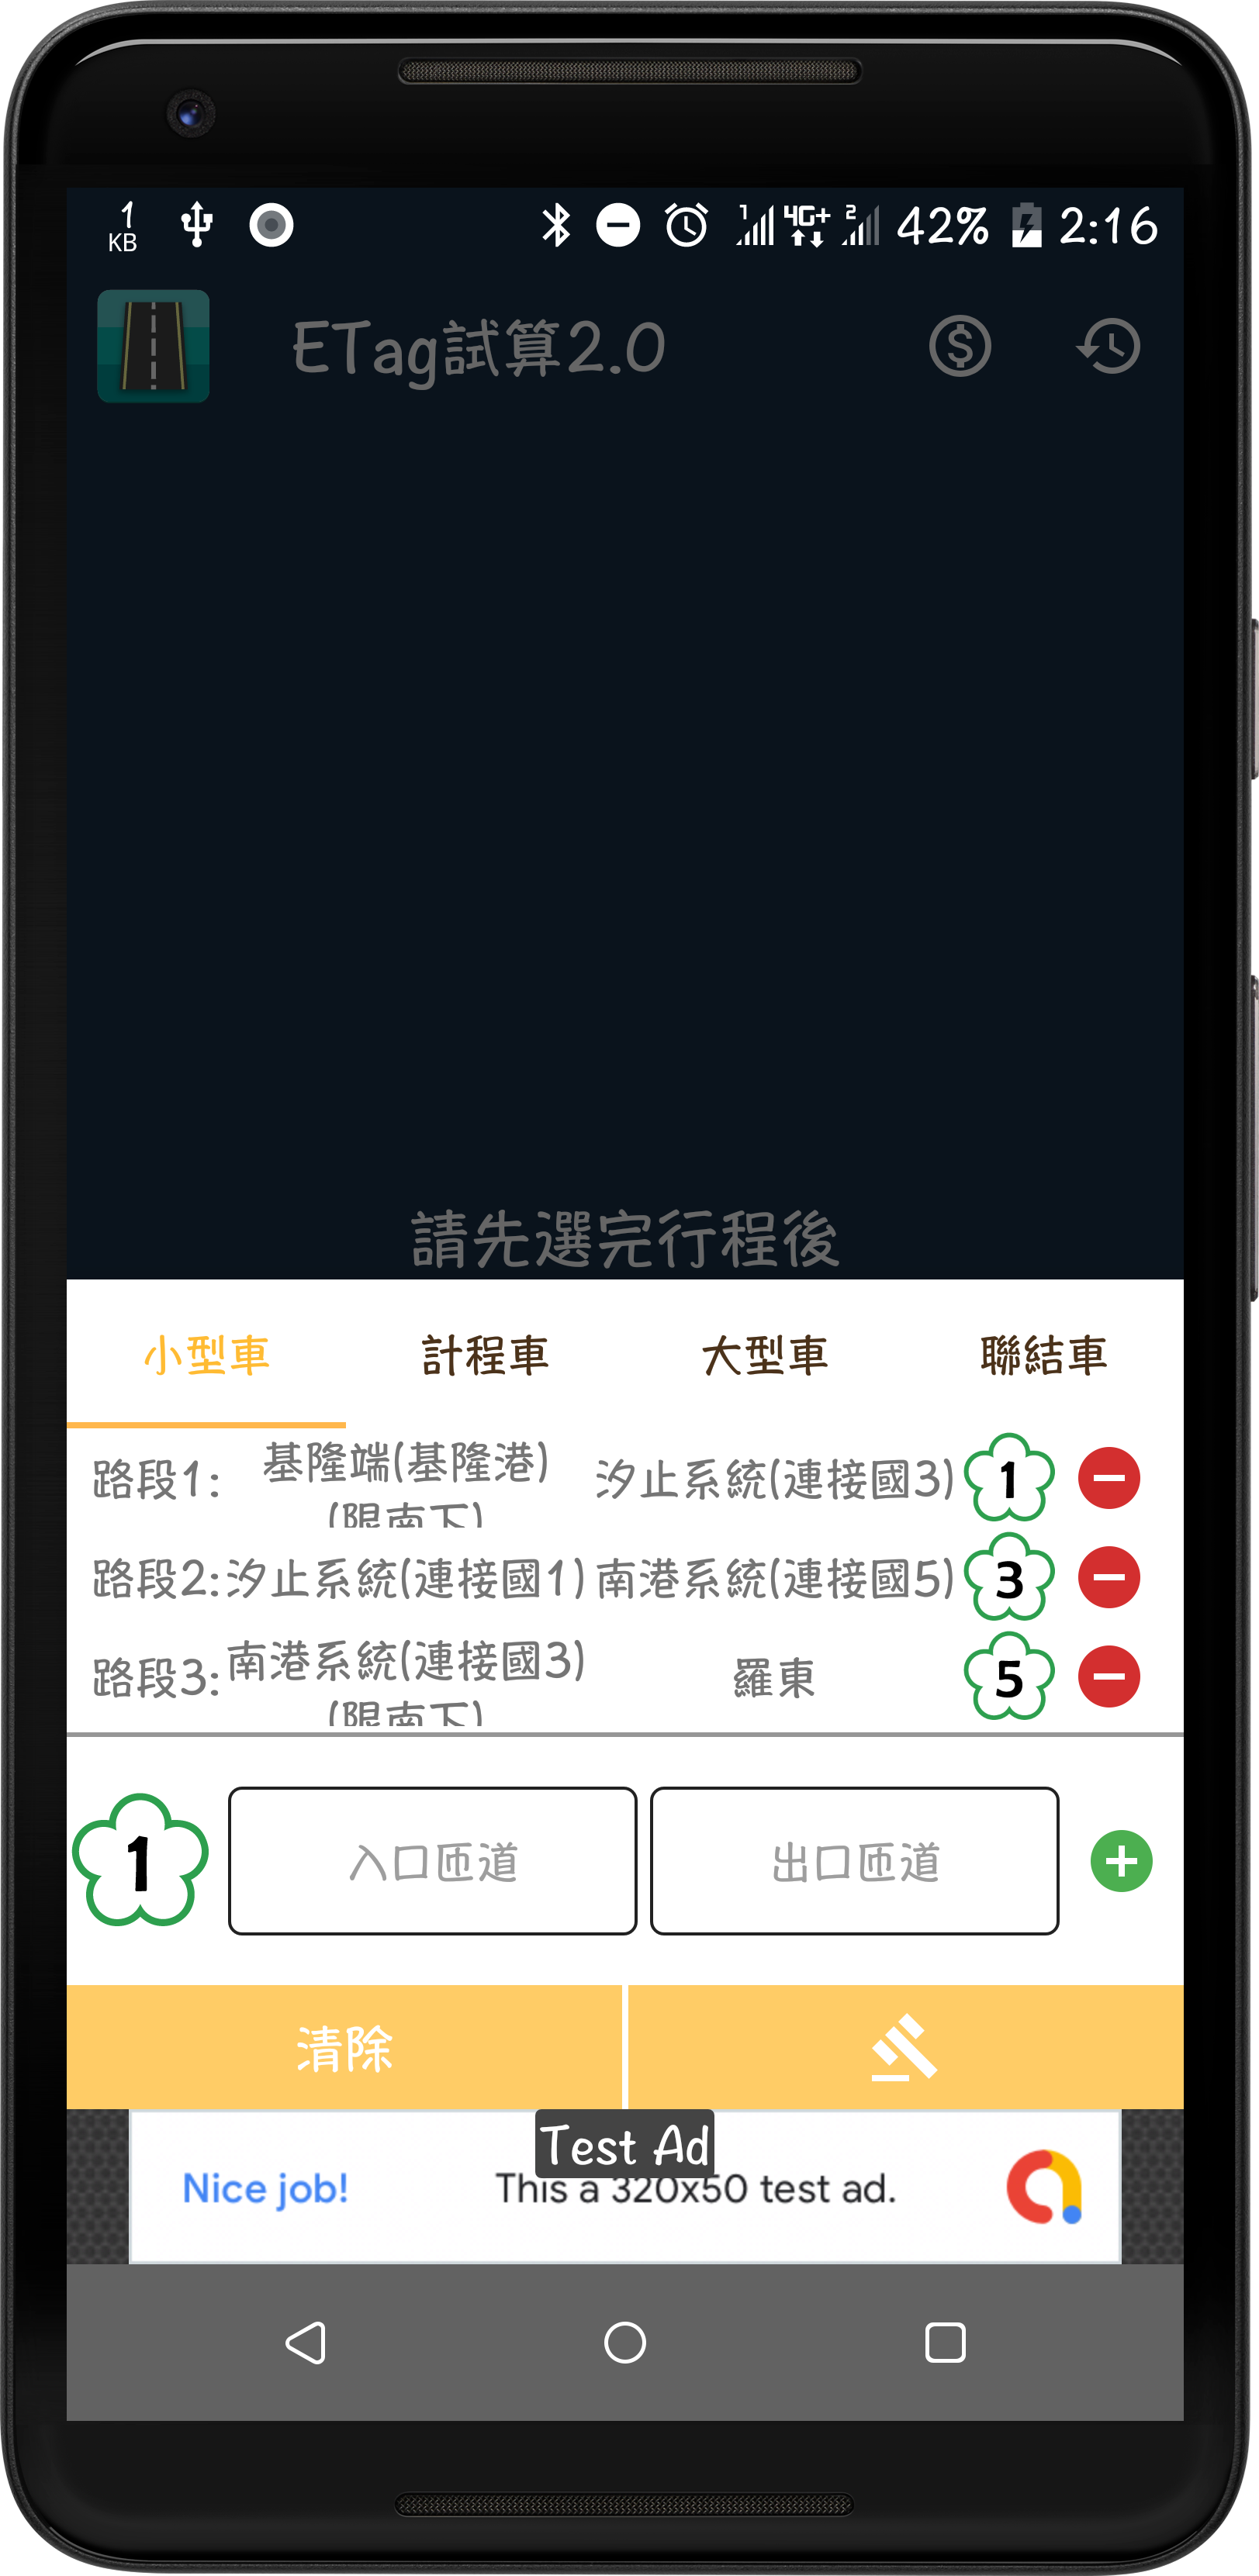 1
KB
1
4G+
2
42%
2:16
ETag試算2.0
請先選完行程後
小型車
計程車
大型車
聯結車
路段1:
基隆端(基隆港)
(限南下)
汐止系統(連接國3)
1
路段2:
汐止系統(連接國1)
南港系統(連接國5)
3
路段3:
南港系統(連接國3)
(限南下)
羅東
5
1
入口匝道
出口匝道
清除
Test Ad
Nice job!
This a 320x50 test ad.